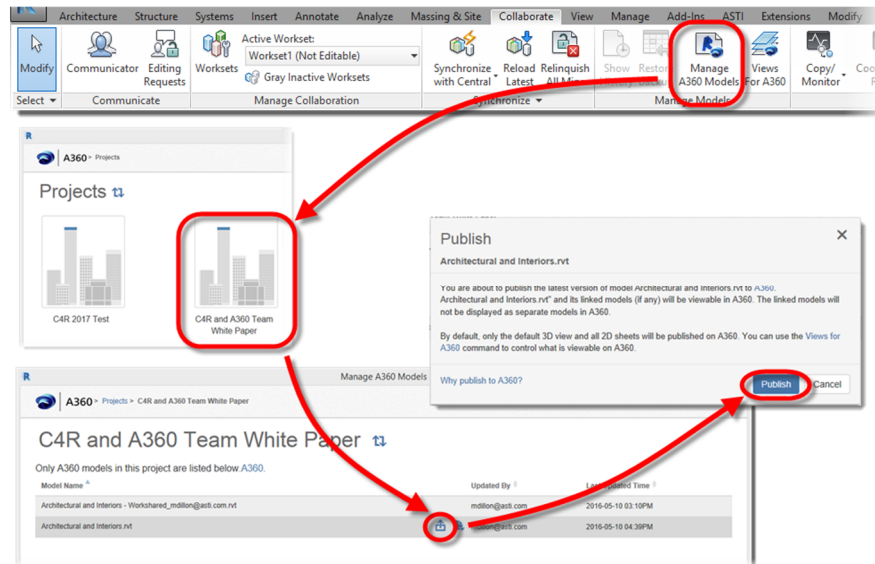 Architecture Structure Systems Insert Annotate Analyze Massing & Site Collaborate View Manage Add-Ins ASTI Extensions Modify
Active Workset:
Workset1 (Not Editable)
Gray Inactive Worksets
Modify Communicator Editing Requests Worksets Synchronize with Central Reload Latest Relinquish All Mine Show Restore Manage A360 Models Views For A360 Copy/ Monitor
Select Communicate Manage Collaboration Synchronize Manage Models
R
A360 Projects
Projects
C4R 2017 Test
C4R and A360 Team
White Paper
Publish
Architectural and Interiors.rvt
You are about to publish the latest version of model Architectural and Interiors.rvt to A360.
Architectural and Interiors.rvt" and its linked models (if any) will be viewable in A360. The linked models will
not be displayed as separate models in A360.
By default, only the default 3D view and all 2D sheets will be published on A360. You can use the Views for
A360 command to control what is viewable on A360.
Why publish to A360?
Publish Cancel
R
Manage A360 Models
A360 Projects > C4R and A360 Team White Paper
C4R and A360 Team White Paper
Only A360 models in this project are listed below.A360.
Model Name Updated By Last Updated Time
Architectural and Interiors - Workshared_mdillon@asti.com.rvt mdillon@asti.com 2016-05-10 03:10PM
Architectural and Interiors.rvt mdillon@asti.com 2016-05-10 04:39PM